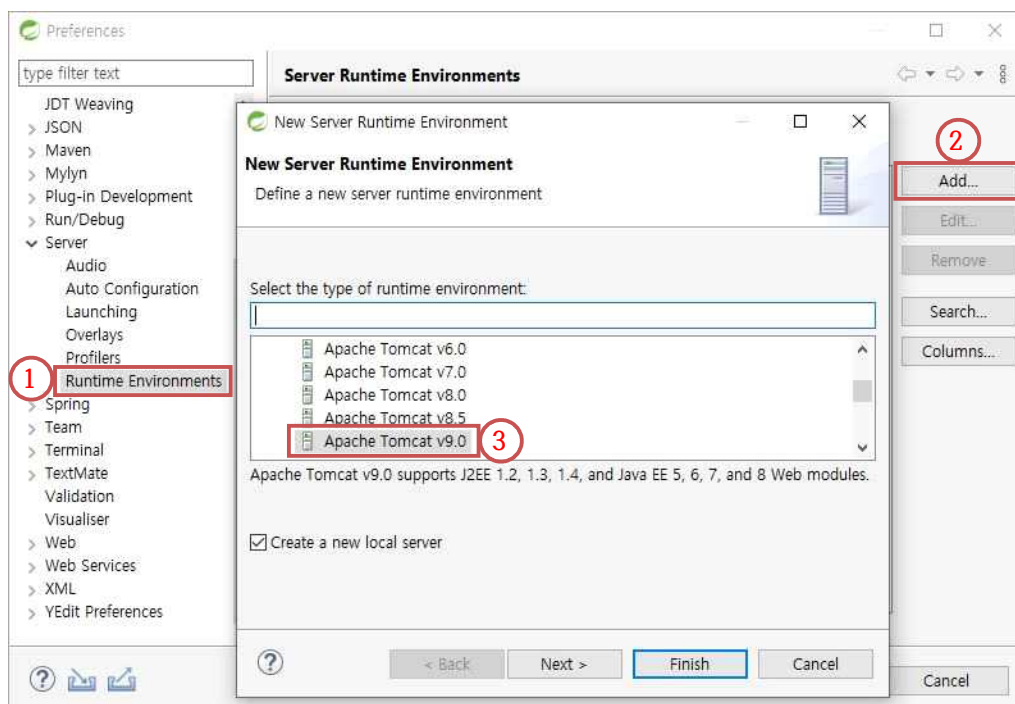 Preferences
type filter text
Server Runtime Environments
JDT Weaving
JSON
Maven
Mylyn
Plug-in Development
Run/Debug
Server
Audio
Auto Configuration
Launching
Overlays
Profilers
1
Runtime Environments
Spring
Team
Terminal
TextMate
Validation
Visualiser
Web
Web Services
XML
YEdit Preferences
New Server Runtime Environment
New Server Runtime Environment
Define a new server runtime environment
Select the type of runtime environment:
Apache Tomcat v6.0
Apache Tomcat v7.0
Apache Tomcat v8.0
Apache Tomcat v8.5
Apache Tomcat v9.0
3
Apache Tomcat v9.0 supports J2EE 1.2, 1.3, 1.4, and Java EE 5, 6, 7, and 8 Web modules.
Create a new local server
< Back
Next >
Finish
Cancel
2
Add...
Edit...
Remove
Search...
Columns...
Cancel